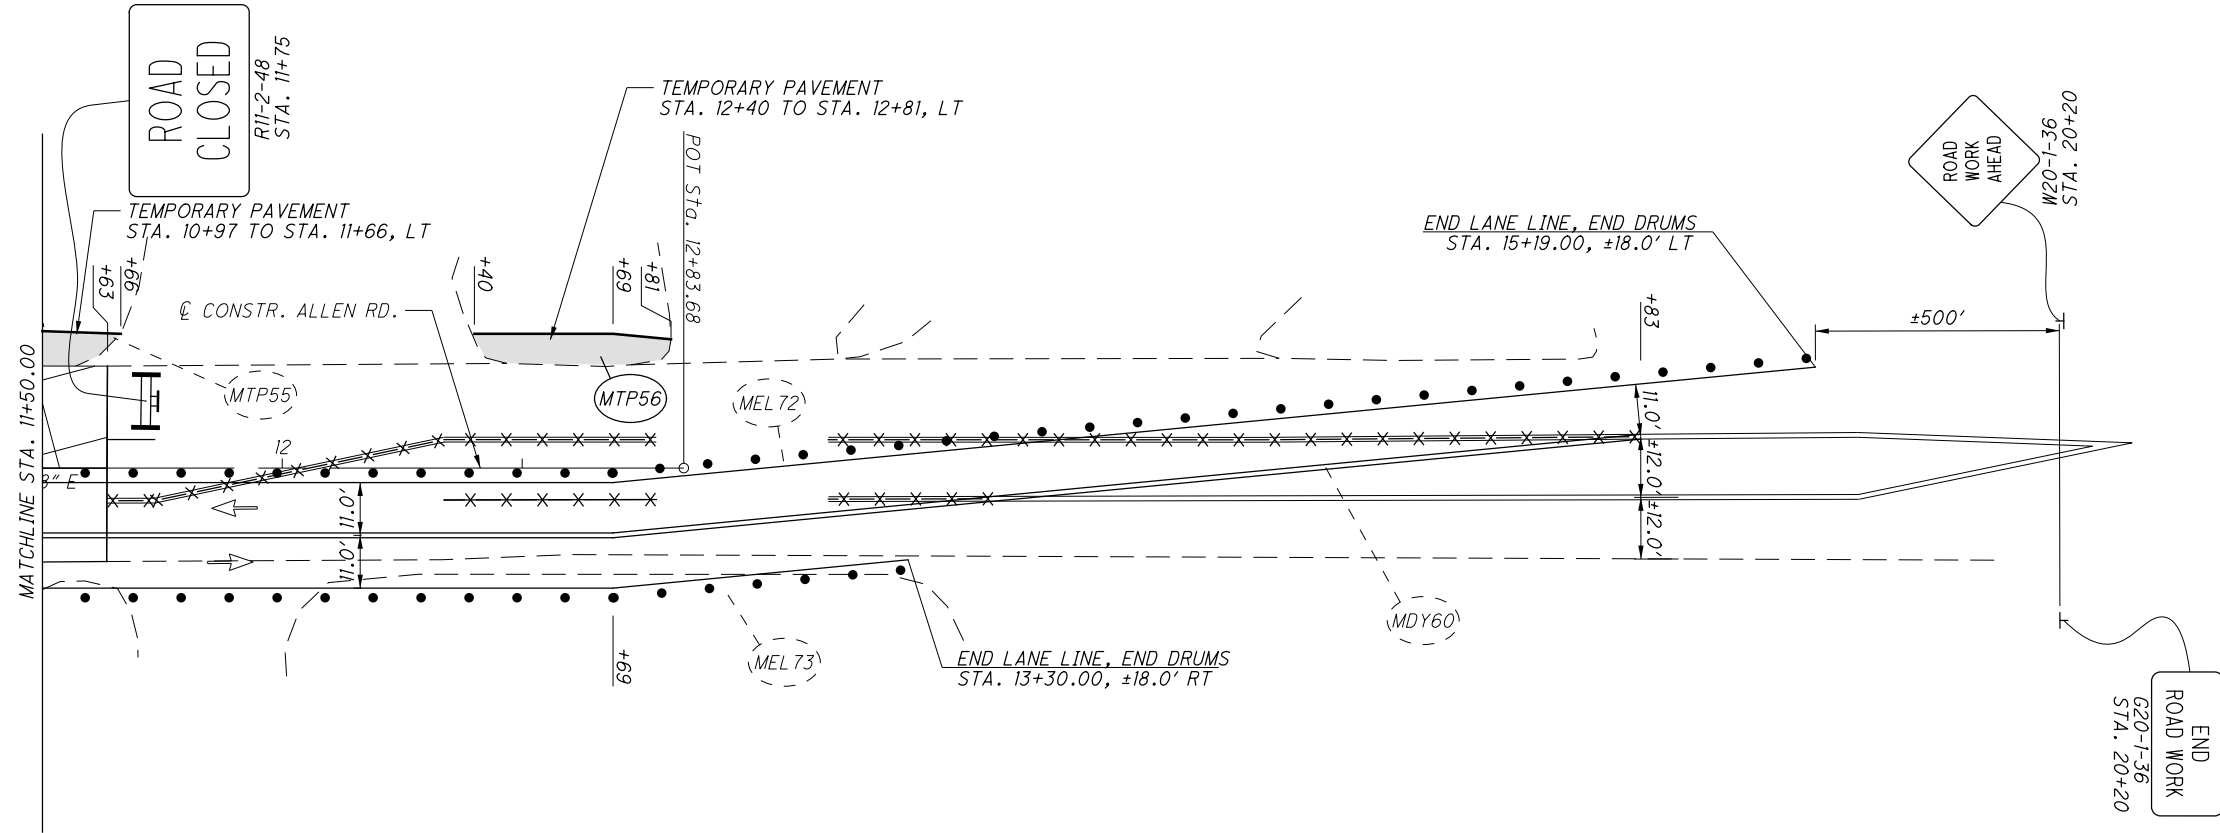 ROAD
CLOSED
R11-2-48
STA. 11+75
TEMPORARY PAVEMENT
STA. 12+40 TO STA. 12+81, LT
POT Sta. 12+83.68
ROAD
WORK
AHEAD
W20-1-36
STA. 20+20
TEMPORARY PAVEMENT
STA. 10+97 TO STA. 11+66, LT
END LANE LINE, END DRUMS
STA. 15+19.00, ±18.0' LT
+63
+66
+40
+69
+81
+83
±500'
℄ CONSTR. ALLEN RD.
MATCHLINE STA. 11+50.00
MTP55
MTP56
MEL72
12
8" E
11.0'
11.0'
11.0'
±12.0'
±12.0'
MDY60
MEL73
+69
END LANE LINE, END DRUMS
STA. 13+30.00, ±18.0' RT
END
ROAD WORK
G20-1-36
STA. 20+20